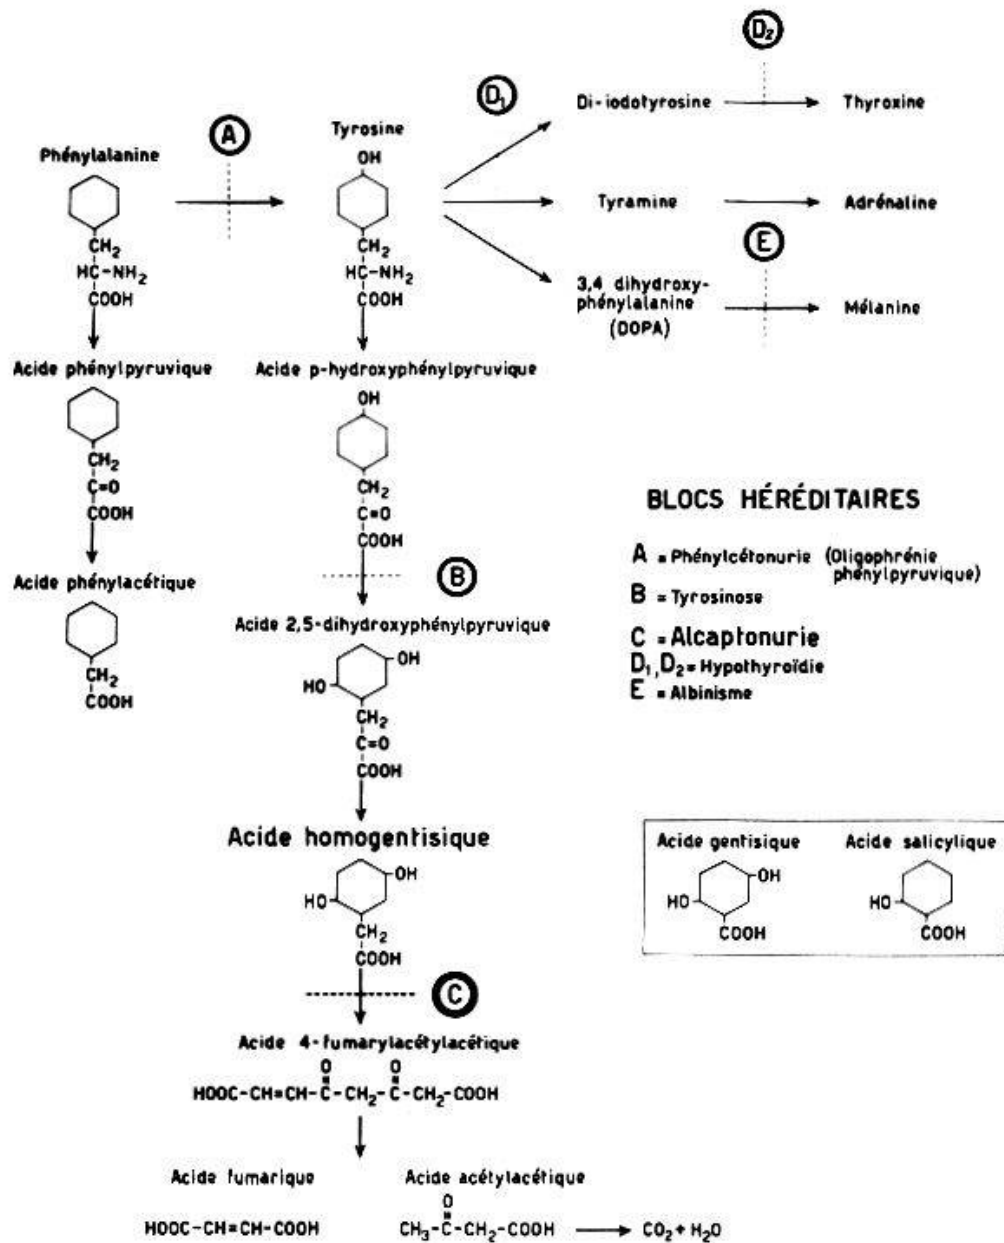 D₂
D₁
Di-iodotyrosine
Thyroxine
A
Tyrosine
Phénylalanine
OH
Tyramine
Adrénaline
CH₂
HC-NH₂
COOH
CH₂
HC-NH₂
COOH
E
3,4 dihydroxy-
phénylalanine
(DOPA)
Mélanine
Acide phénylpyruvique
CH₂
C=O
COOH
Acide p-hydroxyphénylpyruvique
OH
CH₂
C=O
COOH
BLOCS HÉRÉDITAIRES
A = Phénylcétonurie (Oligophrénie
phénylpyruvique)
B = Tyrosinose
C = Alcaptonurie
D₁, D₂ = Hypothyroïdie
E = Albinisme
Acide phénylacétique
CH₂
COOH
B
Acide 2,5-dihydroxyphénylpyruvique
OH
HO
CH₂
C=O
COOH
Acide homogentisique
OH
HO
CH₂
COOH
Acide gentisique
OH
HO
COOH
Acide salicylique
HO
COOH
C
Acide 4-fumarylacétylacétique
O O
HOOC-CH=CH-C-CH₂-C-CH₂-COOH
Acide fumarique
HOOC-CH=CH-COOH
Acide acétylacétique
O
CH₃-C-CH₂-COOH
CO₂+H₂O